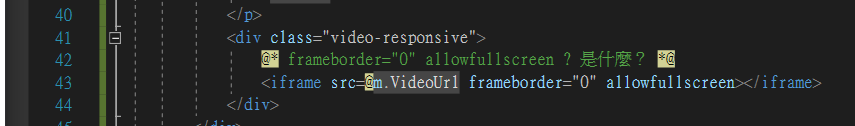 40 </p>
41 <div class="video-responsive">
42 @* frameborder="0" allowfullscreen ? 是什麼? *@
43 <iframe src=@m.VideoUrl frameborder="0" allowfullscreen></iframe>
44 </div>
45 </div>